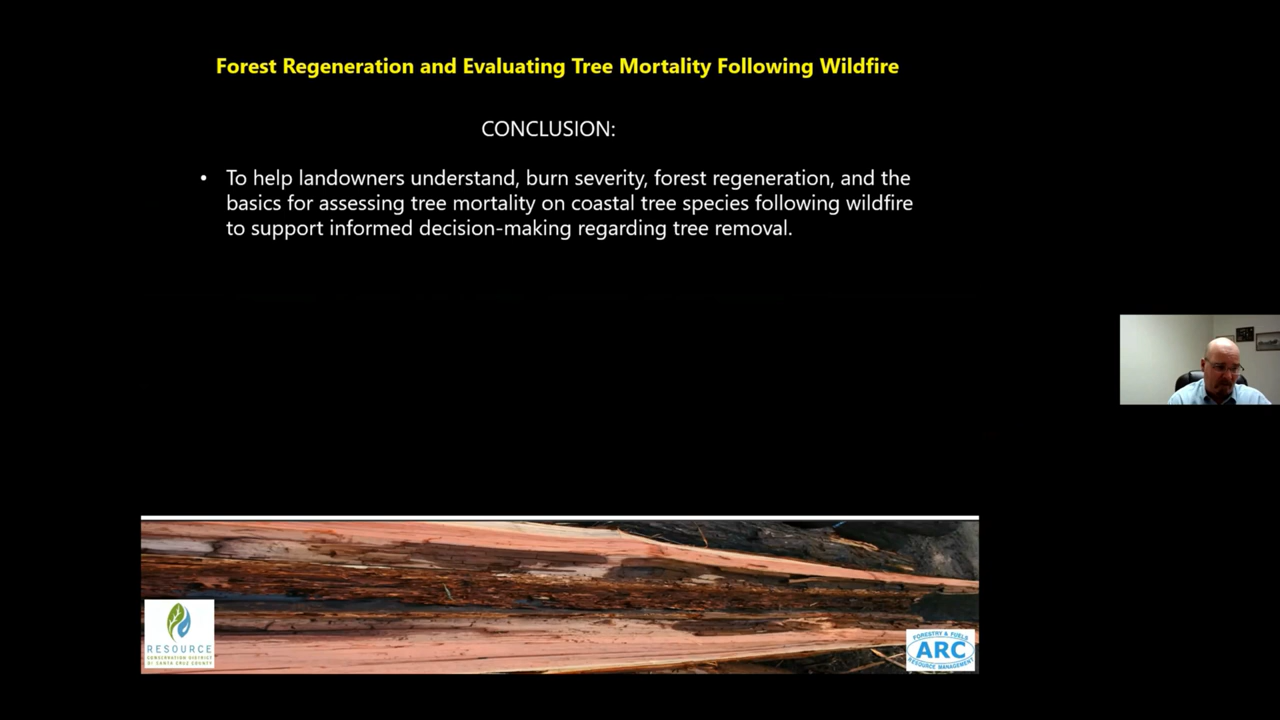 Forest Regeneration and Evaluating Tree Mortality Following Wildfire
CONCLUSION:
• To help landowners understand, burn severity, forest regeneration, and the
basics for assessing tree mortality on coastal tree species following wildfire
to support informed decision-making regarding tree removal.
RESOURCE
CONSERVATION DISTRICT
OF SANTA CRUZ COUNTY
FORESTRY & FUELS
ARC
RESOURCE MANAGEMENT